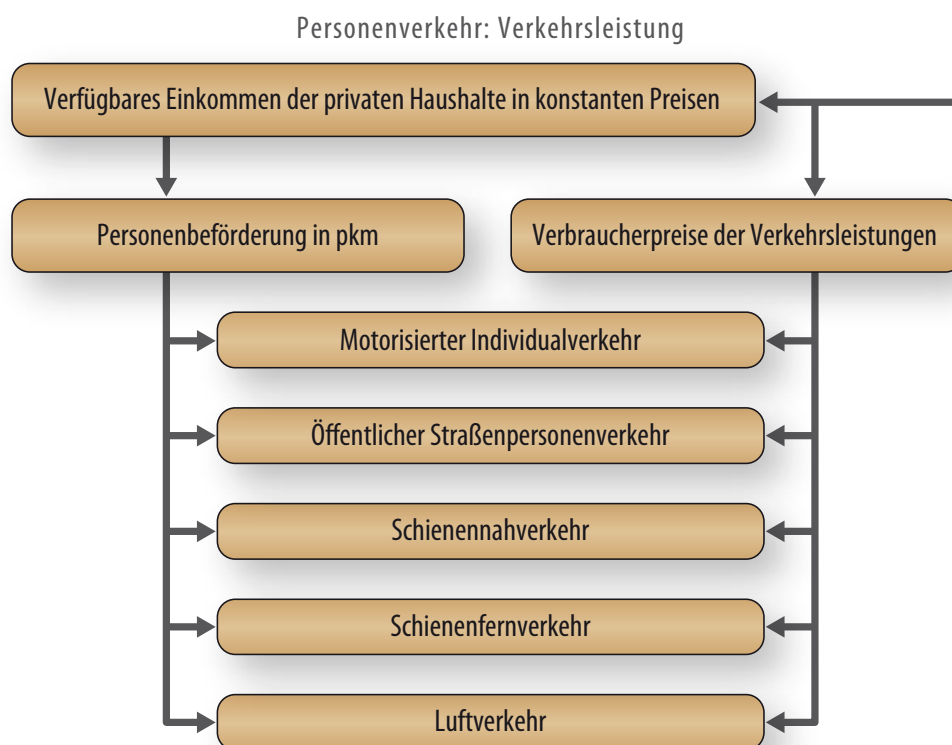 Personenverkehr: Verkehrsleistung
Verfügbares Einkommen der privaten Haushalte in konstanten Preisen
Personenbeförderung in pkm
Verbraucherpreise der Verkehrsleistungen
Motorisierter Individualverkehr
Öffentlicher Straßenpersonenverkehr
Schienennahverkehr
Schienenfernverkehr
Luftverkehr